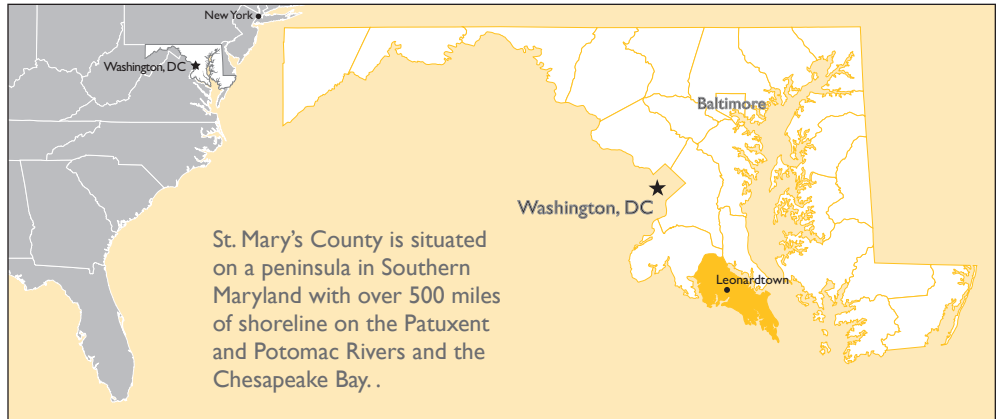 New York
Washington, DC
Baltimore
Washington, DC
Leonardtown
St. Mary's County is situated
on a peninsula in Southern
Maryland with over 500 miles
of shoreline on the Patuxent
and Potomac Rivers and the
Chesapeake Bay. .